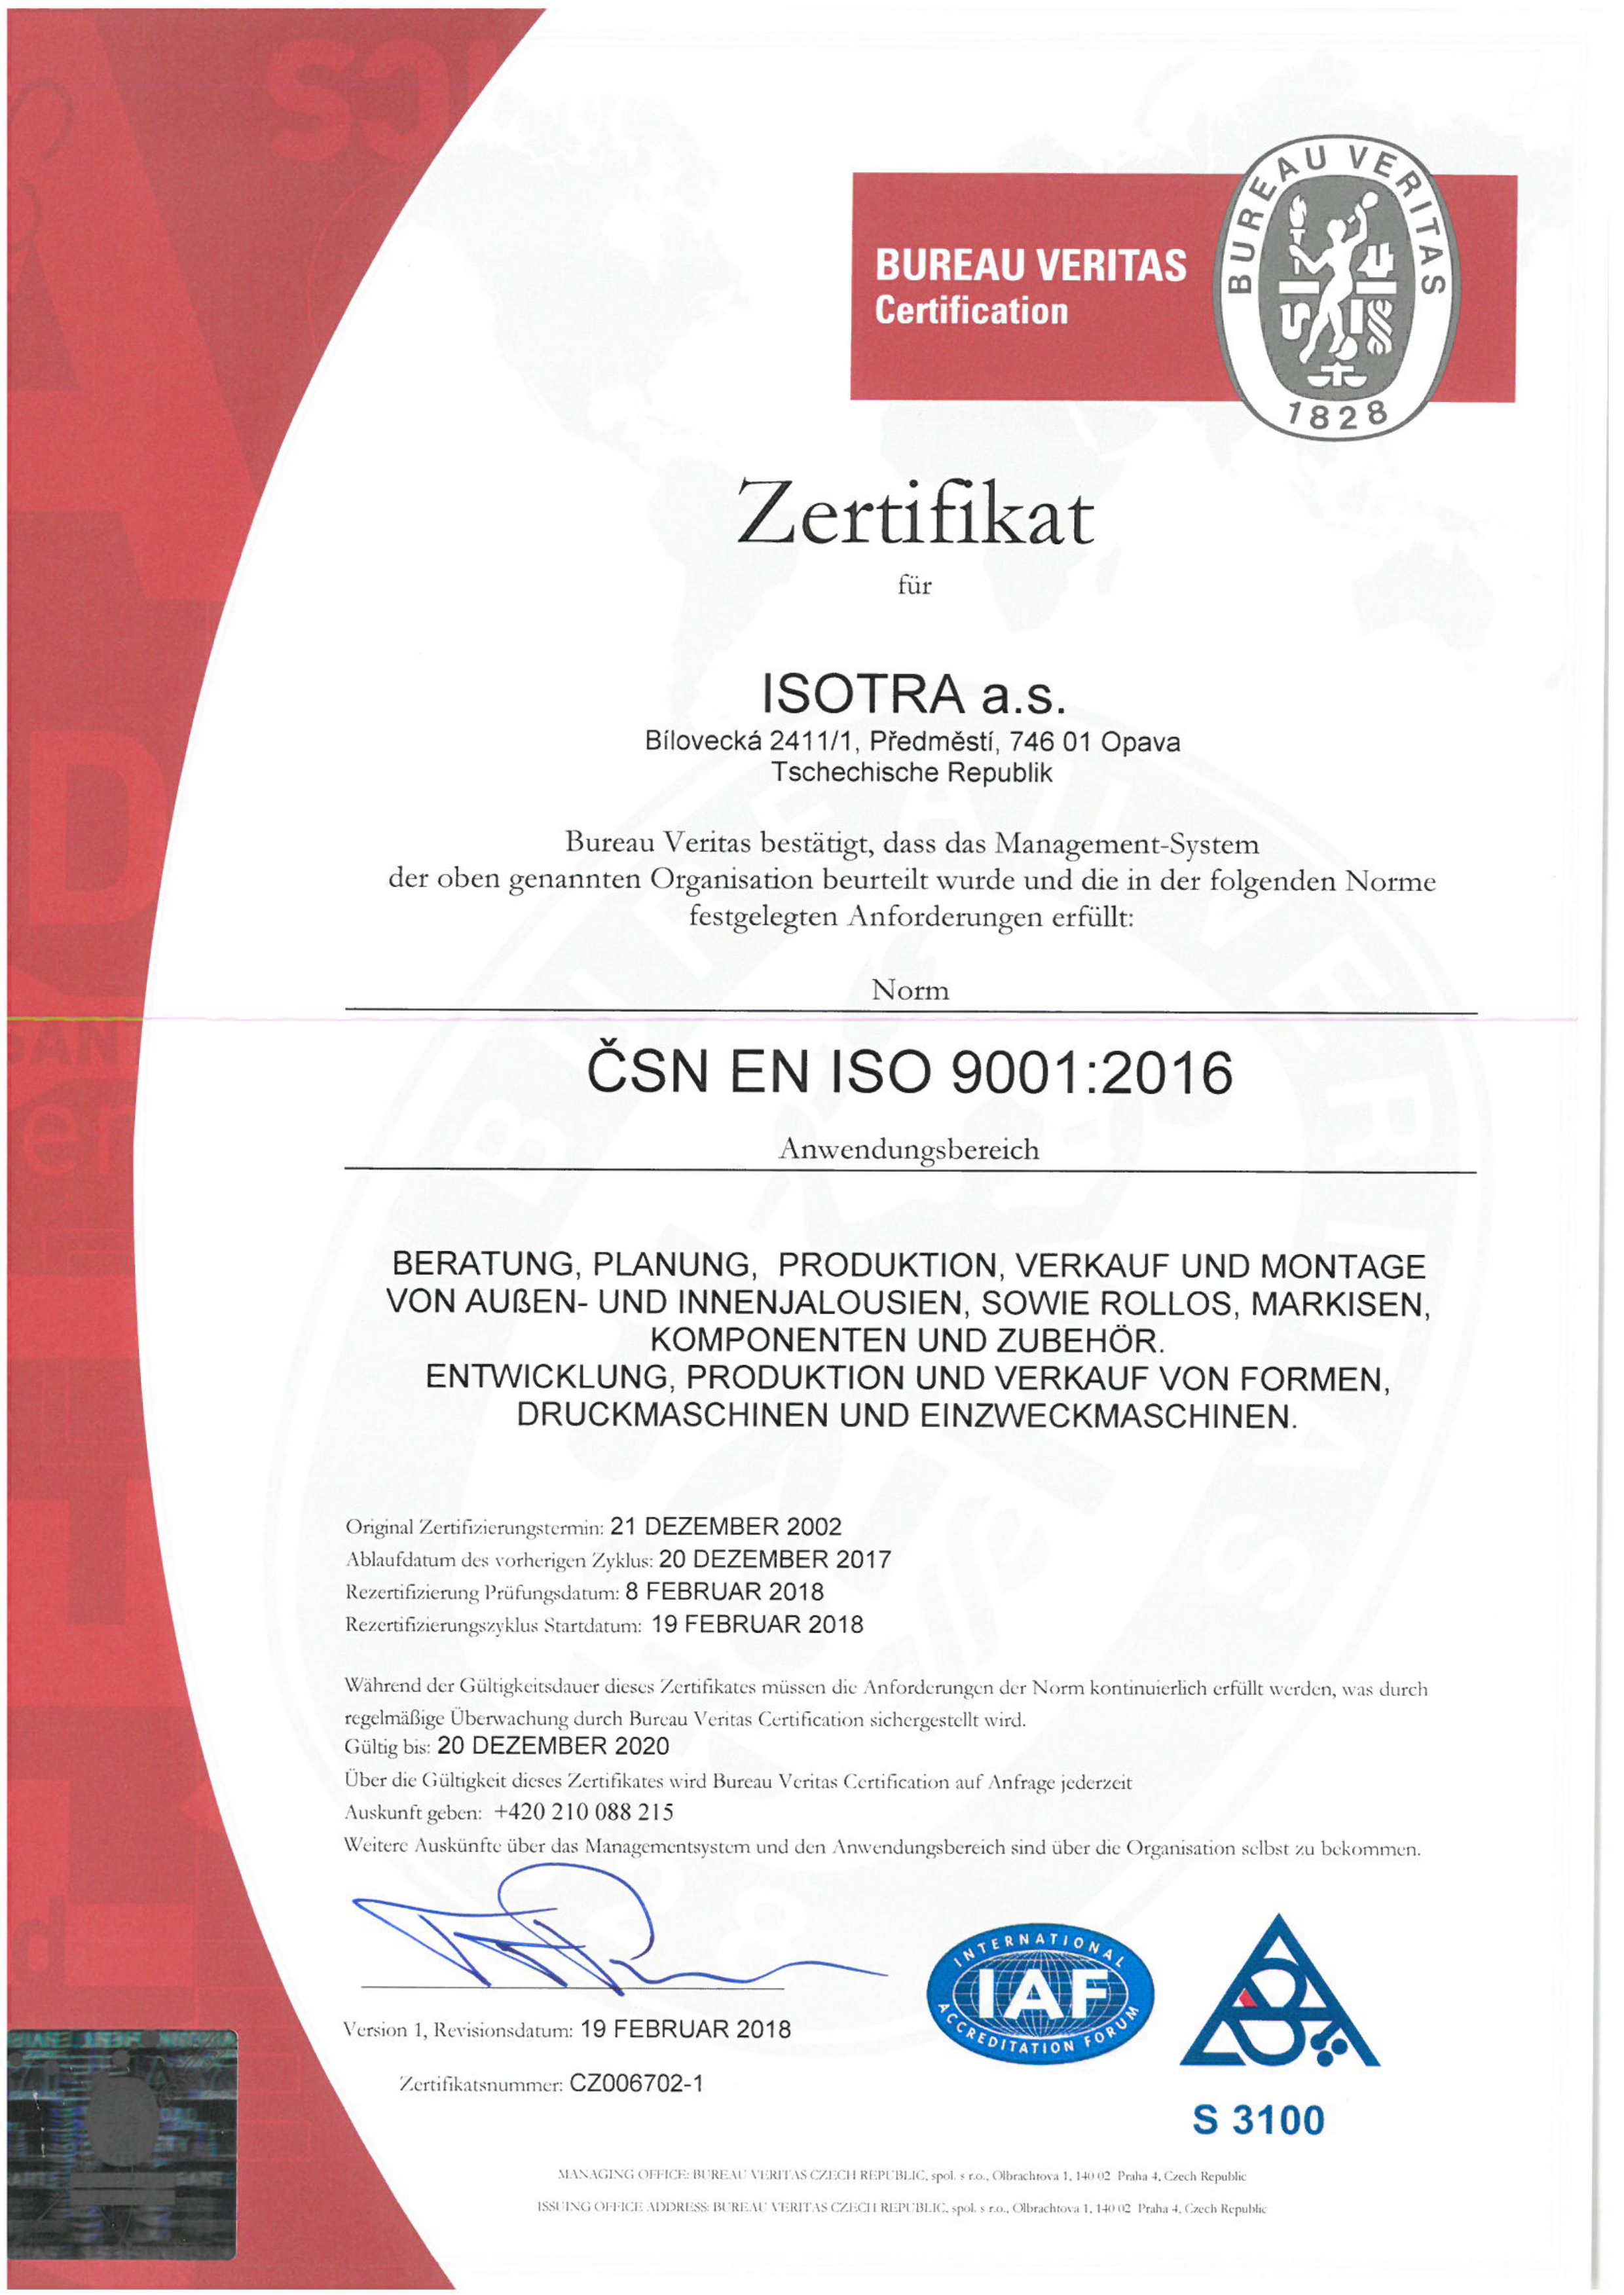 BUREAU VERITAS
Certification
BUREAU VERITAS
1828
Zertifikat
für
ISOTRA a.s.
Bílovecká 2411/1, Předměstí, 746 01 Opava
Tschechische Republik
Bureau Veritas bestätigt, dass das Management-System
der oben genannten Organisation beurteilt wurde und die in der folgenden Norme
festgelegten Anforderungen erfüllt:
Norm
ČSN EN ISO 9001:2016
Anwendungsbereich
BERATUNG, PLANUNG, PRODUKTION, VERKAUF UND MONTAGE
VON AUßEN- UND INNENJALOUSIEN, SOWIE ROLLOS, MARKISEN,
KOMPONENTEN UND ZUBEHÖR.
ENTWICKLUNG, PRODUKTION UND VERKAUF VON FORMEN,
DRUCKMASCHINEN UND EINZWECKMASCHINEN.
Original Zertifizierungstermin: 21 DEZEMBER 2002
Ablaufdatum des vorherigen Zyklus: 20 DEZEMBER 2017
Rezertifizierung Prüfungsdatum: 8 FEBRUAR 2018
Rezertifizierungszyklus Startdatum: 19 FEBRUAR 2018
Während der Gültigkeitsdauer dieses Zertifikates müssen die Anforderungen der Norm kontinuierlich erfüllt werden, was durch
regelmäßige Überwachung durch Bureau Veritas Certification sichergestellt wird.
Gültig bis: 20 DEZEMBER 2020
Über die Gültigkeit dieses Zertifikates wird Bureau Veritas Certification auf Anfrage jederzeit
Auskunft geben: +420 210 088 215
Weitere Auskünfte über das Managementsystem und den Anwendungsbereich sind über die Organisation selbst zu bekommen.
INTERNATIONAL
IAF
ACCREDITATION FORUM
Version 1, Revisionsdatum: 19 FEBRUAR 2018
Zertifikatsnummer: CZ006702-1
S 3100
MANAGING OFFICE: BUREAU VERITAS CZECH REPUBLIC, spol. s r.o., Olbrachtova 1, 140 02 Praha 4, Czech Republic
ISSUING OFFICE ADDRESS: BUREAU VERITAS CZECH REPUBLIC, spol. s r.o., Olbrachtova 1, 140 02 Praha 4, Czech Republic